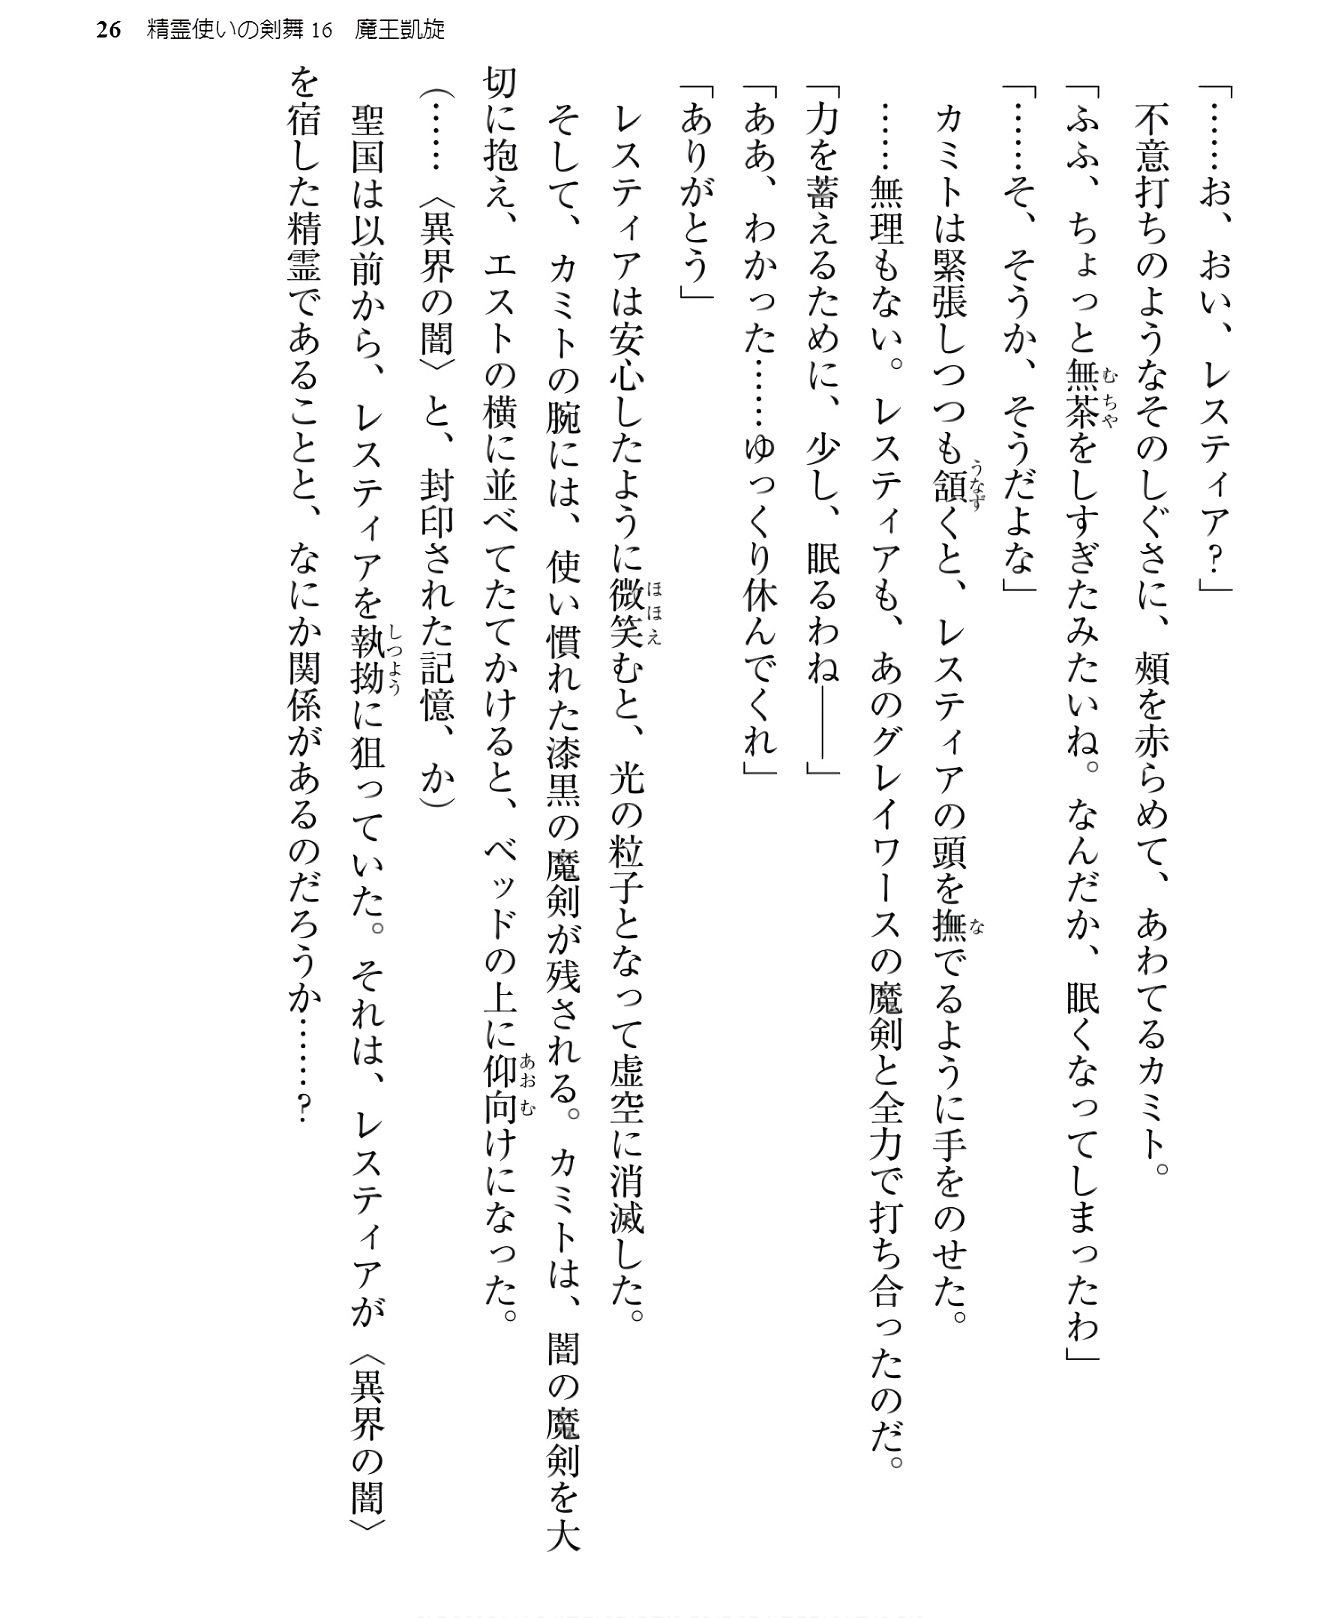 26 精霊使いの剣舞16 魔王凱旋
「……お、おい、レスティア？」
不意打ちのようなそのしぐさに、頰を赤らめて、あわてるカミト。
「ふふ、ちょっと無茶をしすぎたみたいね。なんだか、眠くなってしまったわ」
「……そ、そうか、そうだよな」
カミトは緊張しつつも頷くと、レスティアの頭を撫でるように手をのせた。
……無理もない。レスティアも、あのグレイワースの魔剣と全力で打ち合ったのだ。
「力を蓄えるために、少し、眠るわね――」
「ああ、わかった……ゆっくり休んでくれ」
「ありがとう」
レスティアは安心したように微笑むと、光の粒子となって虚空に消滅した。
そして、カミトの腕には、使い慣れた漆黒の魔剣が残される。カミトは、闇の魔剣を大
切に抱え、エストの横に並べてたてかけると、ベッドの上に仰向けになった。
（……〈異界の闇〉と、封印された記憶、か）
聖国は以前から、レスティアを執拗に狙っていた。それは、レスティアが〈異界の闇〉
を宿した精霊であることと、なにか関係があるのだろうか……？